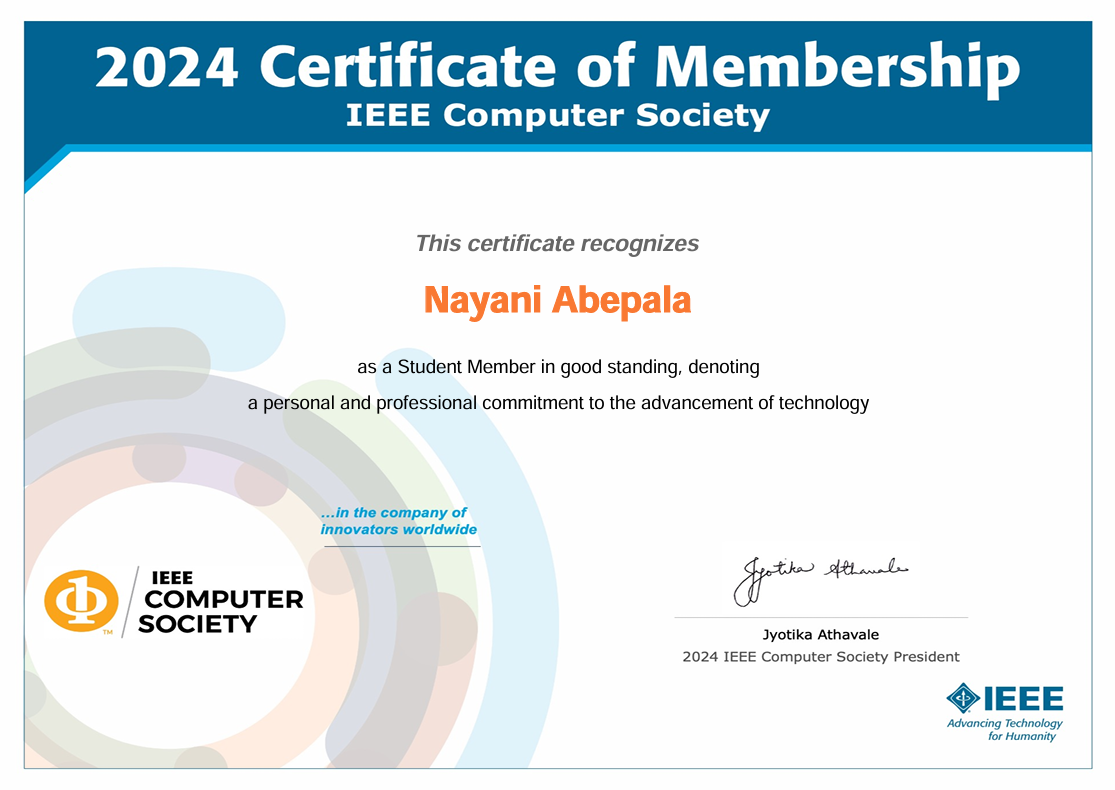 2024 Certificate of Membership
IEEE Computer Society
This certificate recognizes
Nayani Abepala
as a Student Member in good standing, denoting
a personal and professional commitment to the advancement of technology
...in the company of
innovators worldwide
IEEE
COMPUTER
SOCIETY
TM
Jyotika Athavale
Jyotika Athavale
2024 IEEE Computer Society President
IEEE
Advancing Technology
for Humanity